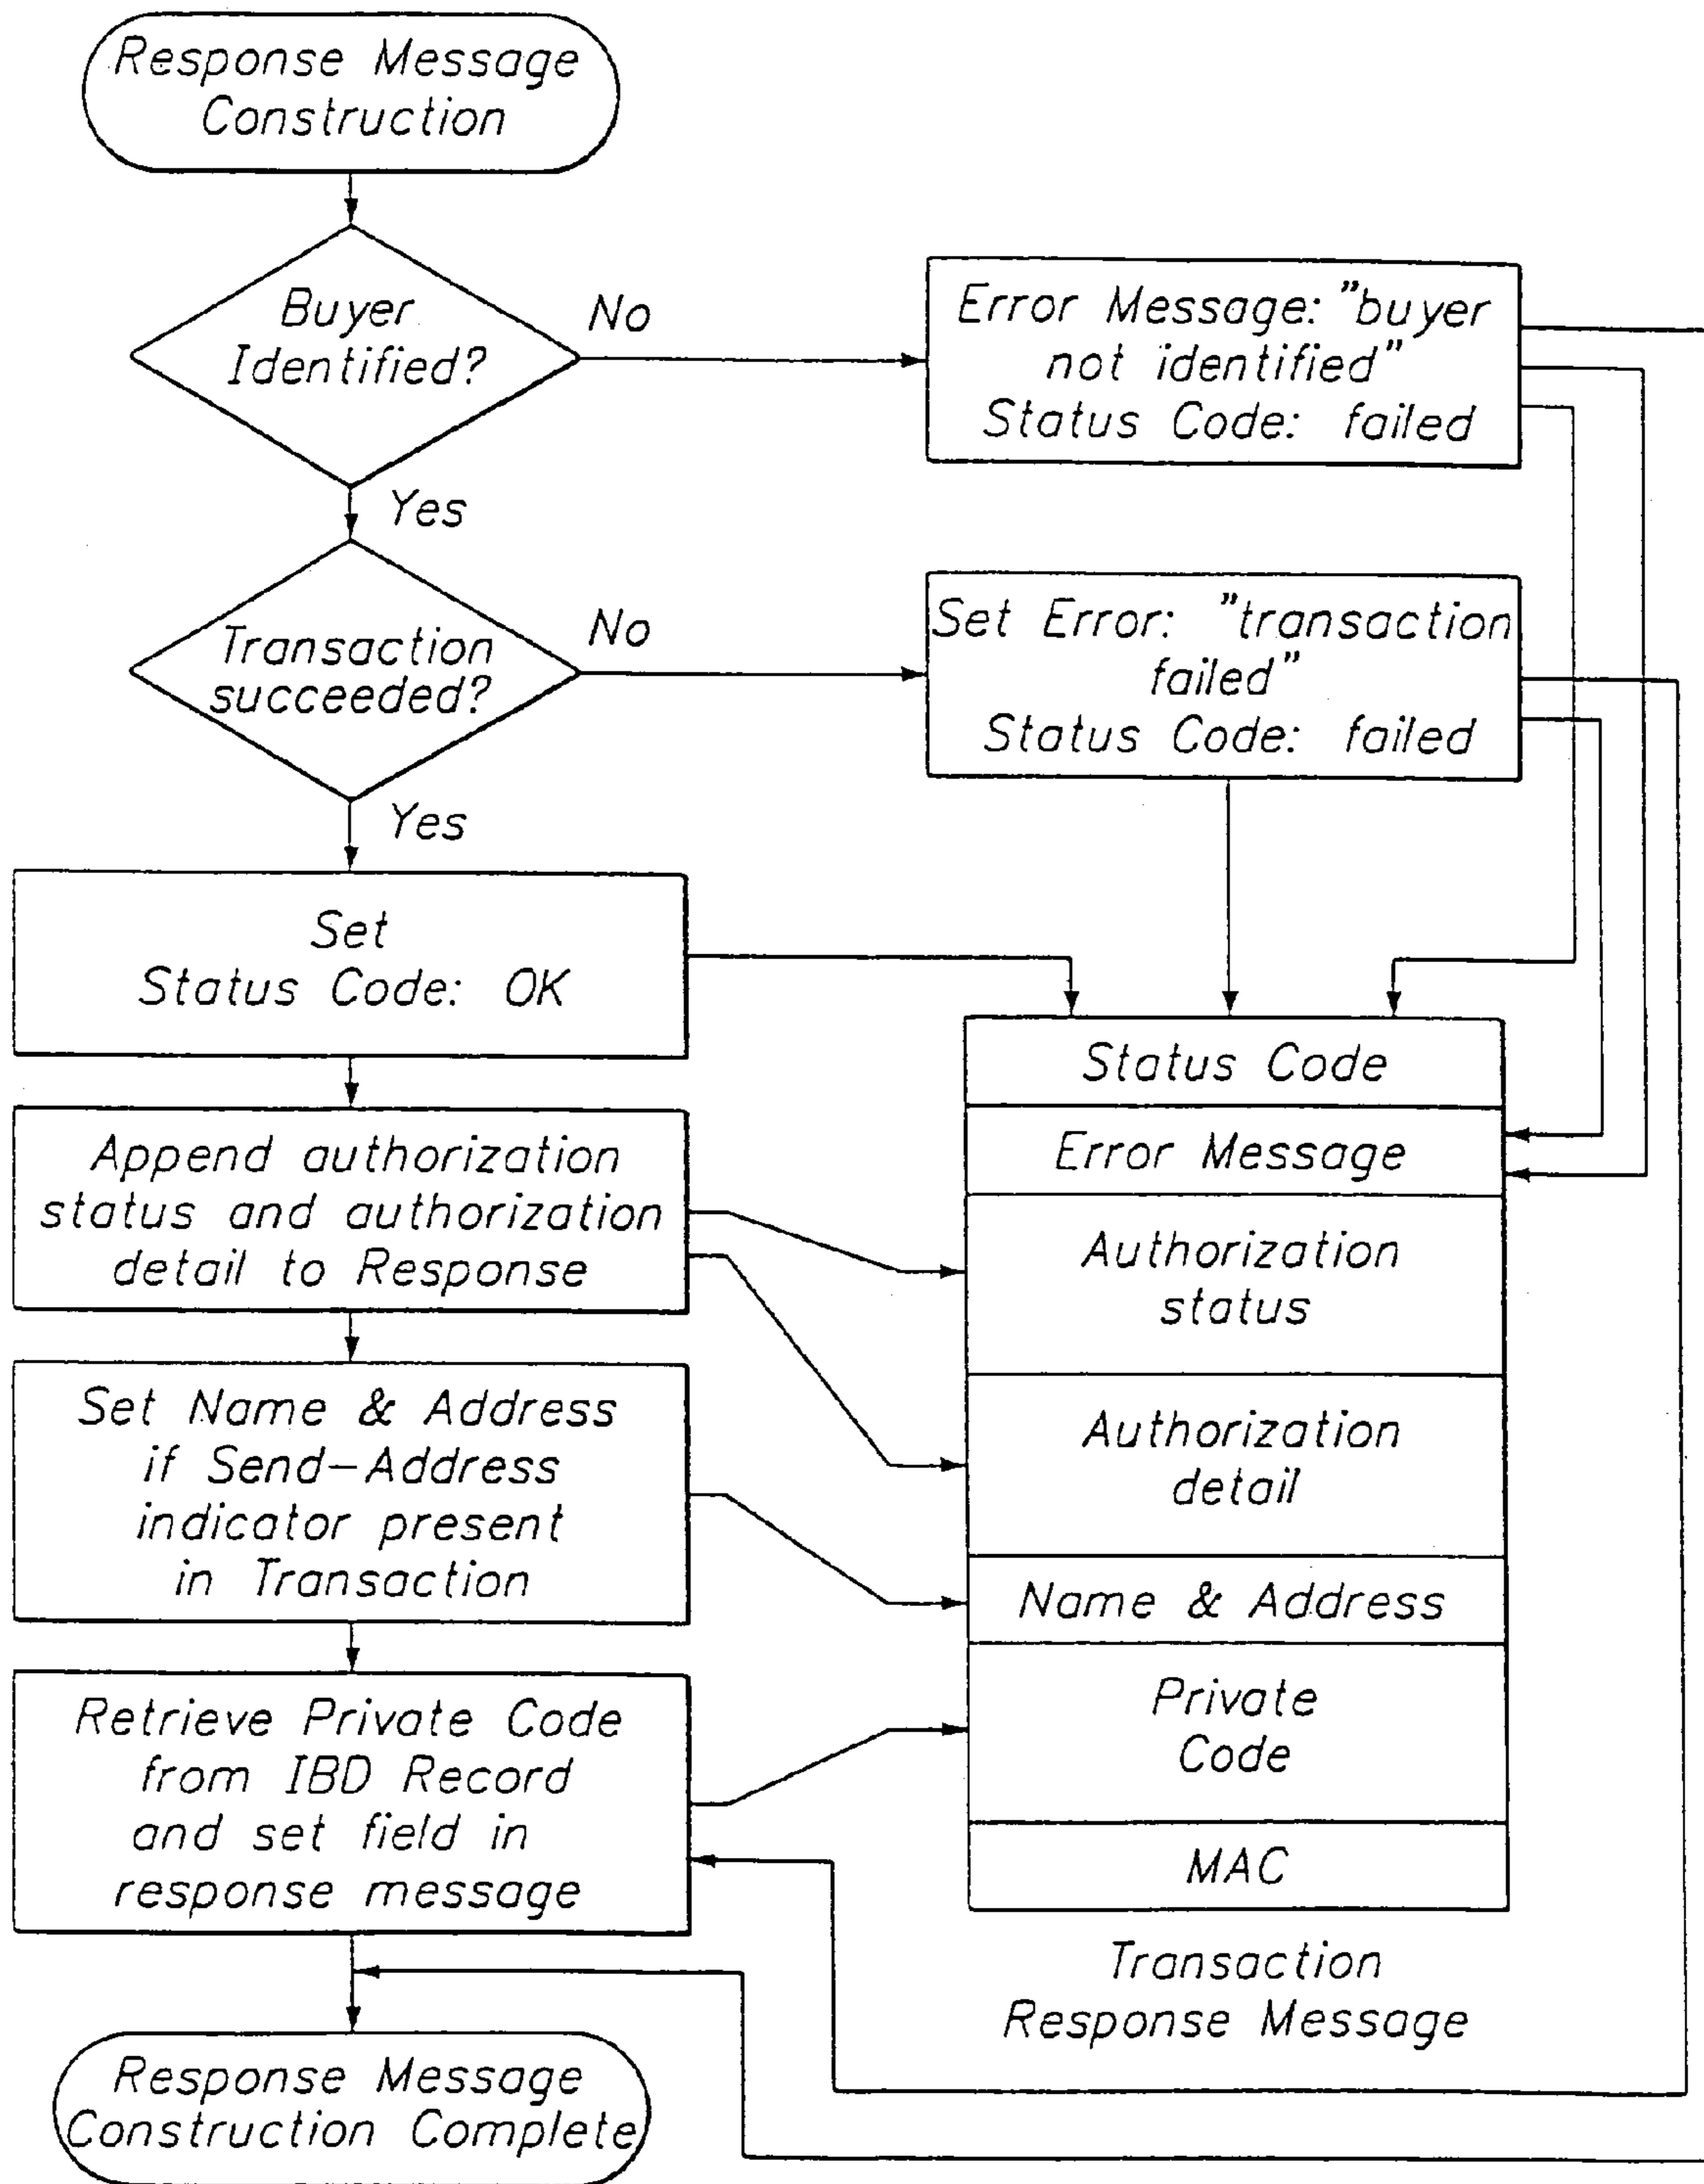 Response Message
Construction
Buyer
Identified?
No
Error Message: "buyer
not identified"
Status Code: failed
Yes
Transaction
succeeded?
No
Set Error: "transaction
failed"
Status Code: failed
Yes
Set
Status Code: OK
Append authorization
status and authorization
detail to Response
Set Name & Address
if Send-Address
indicator present
in Transaction
Retrieve Private Code
from IBD Record
and set field in
response message
Response Message
Construction Complete
Status Code
Error Message
Authorization
status
Authorization
detail
Name & Address
Private
Code
MAC
Transaction
Response Message